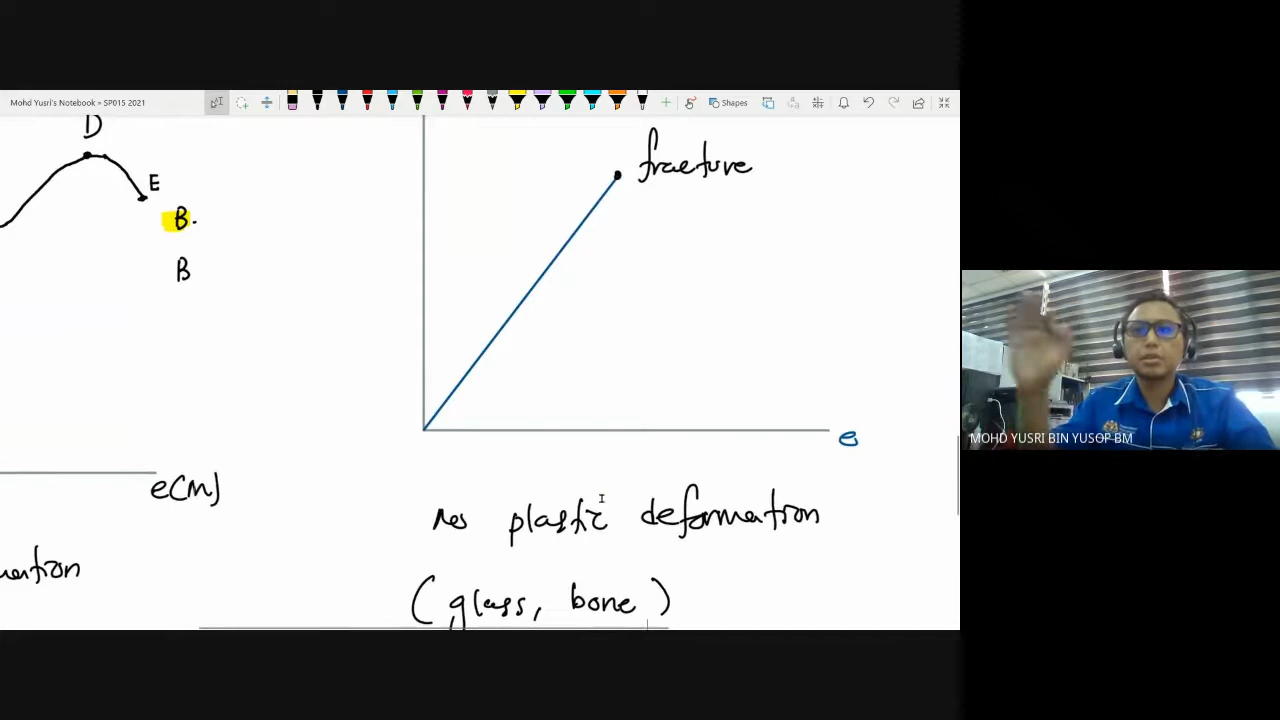 Mohd Yusri's Notebook » SP015 2021
Shapes
D
E
B.
B
e(m)
fracture
e
no plastic deformation
(glass, bone)
MOHD YUSRI BIN YUSOP BM